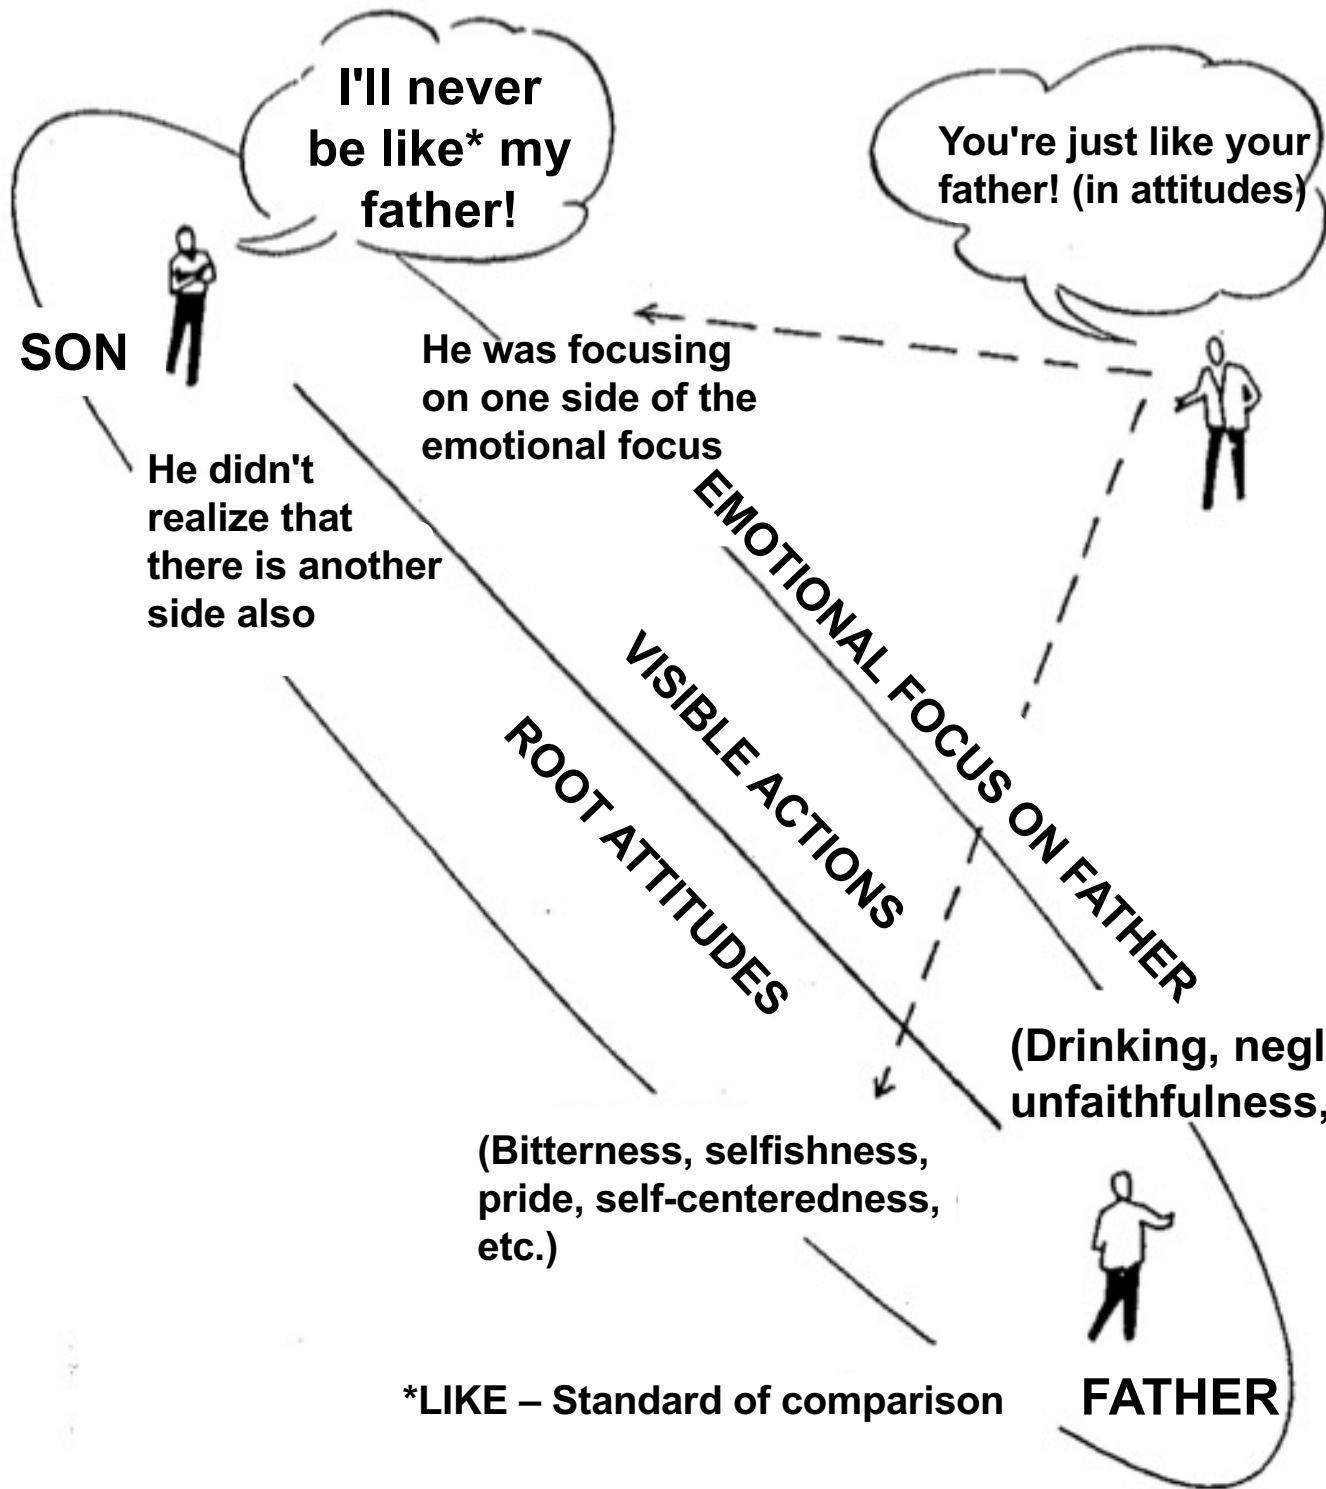 I'll never
be like* my
father!
You're just like your
father! (in attitudes)
SON
He was focusing
on one side of the
emotional focus
He didn't
realize that
there is another
side also
EMOTIONAL FOCUS ON FATHER
VISIBLE ACTIONS
ROOT ATTITUDES
(Drinking, negl
unfaithfulness,
(Bitterness, selfishness,
pride, self-centeredness,
etc.)
*LIKE – Standard of comparison
FATHER